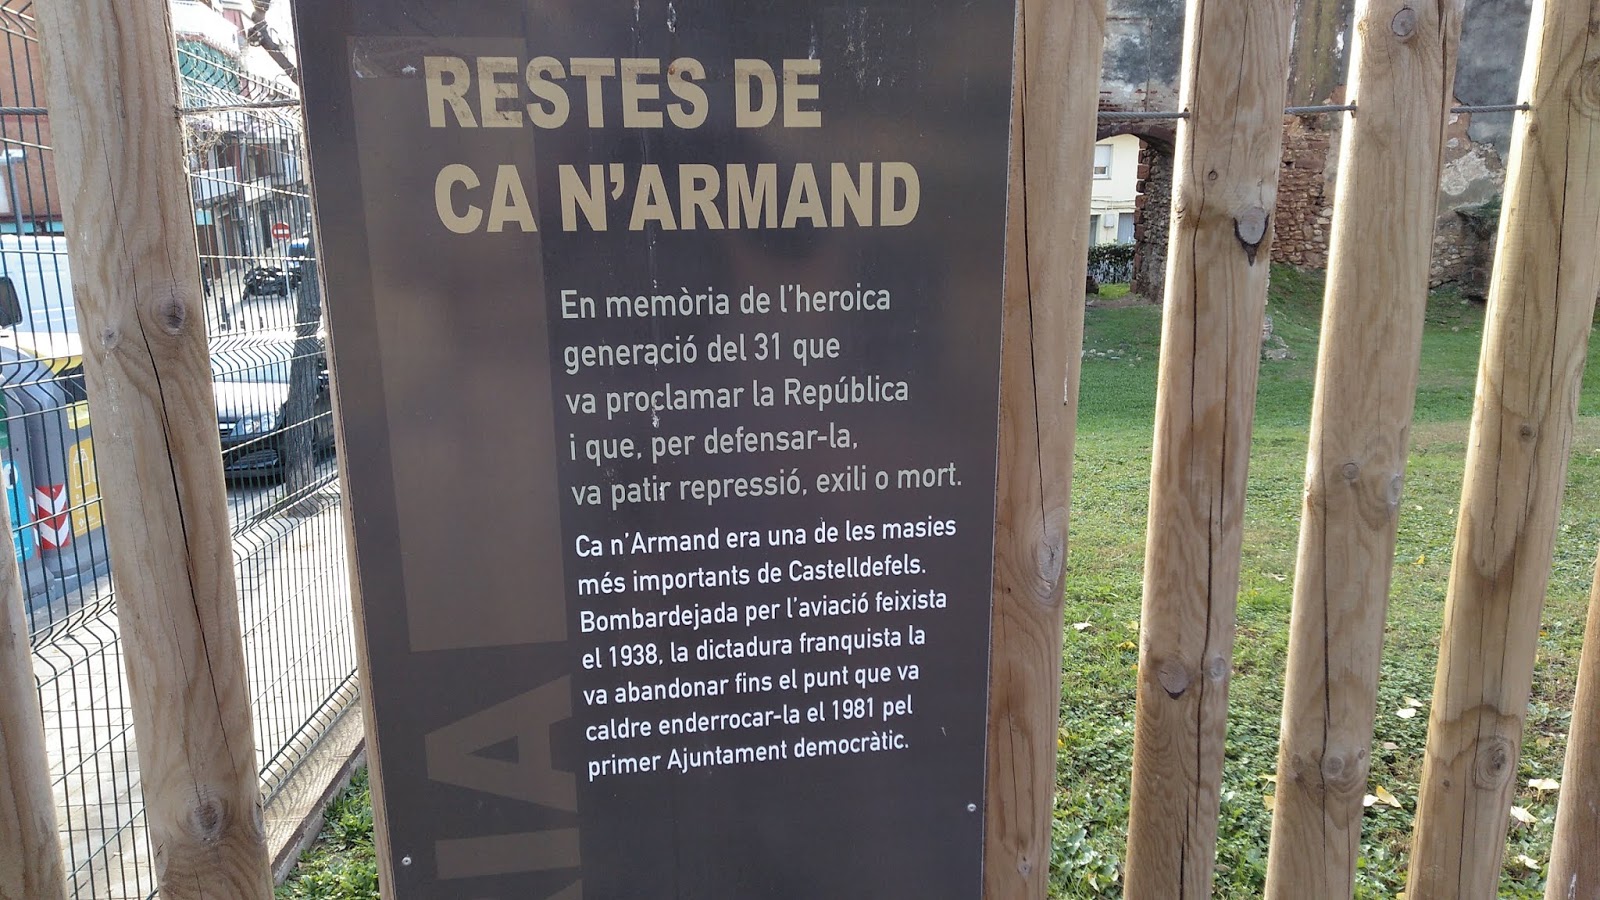 RESTES DE
CA N'ARMAND
En memòria de l'heroica
generació del 31 que
va proclamar la República
i que, per defensar-la,
va patir repressió, exili o mort.
Ca n'Armand era una de les masies
més importants de Castelldefels.
Bombardejada per l'aviació feixista
el 1938, la dictadura franquista la
va abandonar fins el punt que va
caldre enderrocar-la el 1981 pel
primer Ajuntament democràtic.